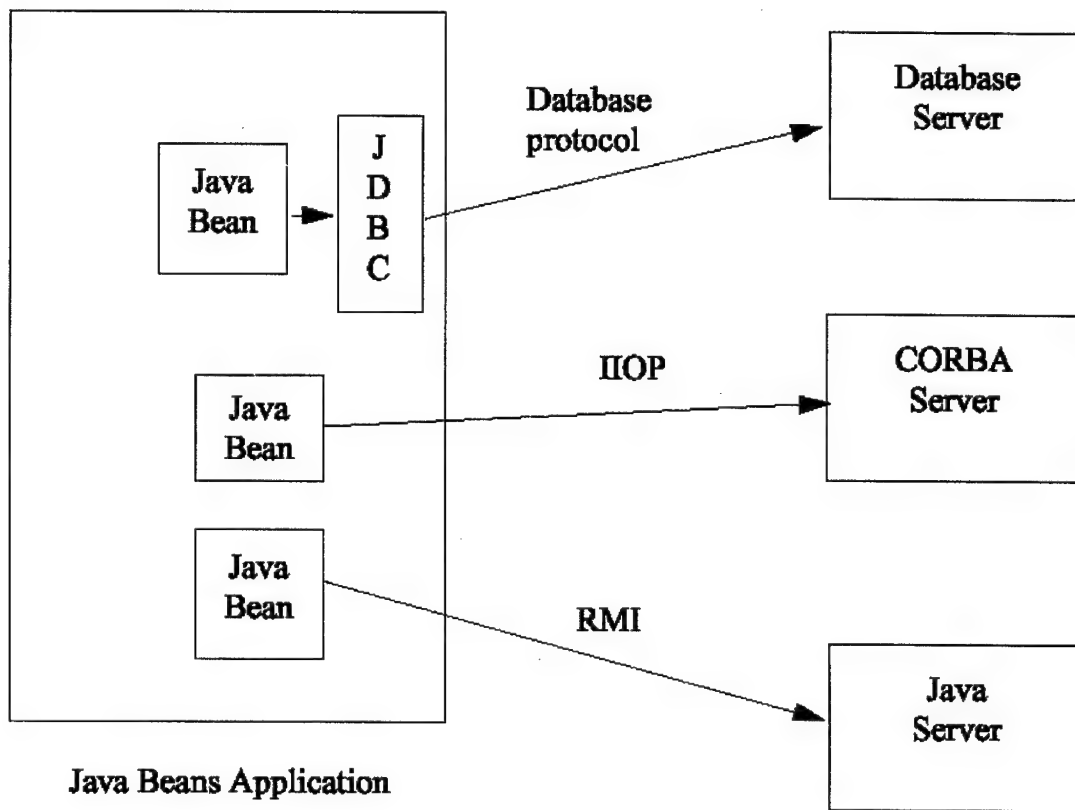 Java
Bean
J
D
B
C
Database
protocol
Database
Server
Java
Bean
IIOP
CORBA
Server
Java
Bean
RMI
Java
Server
Java Beans Application